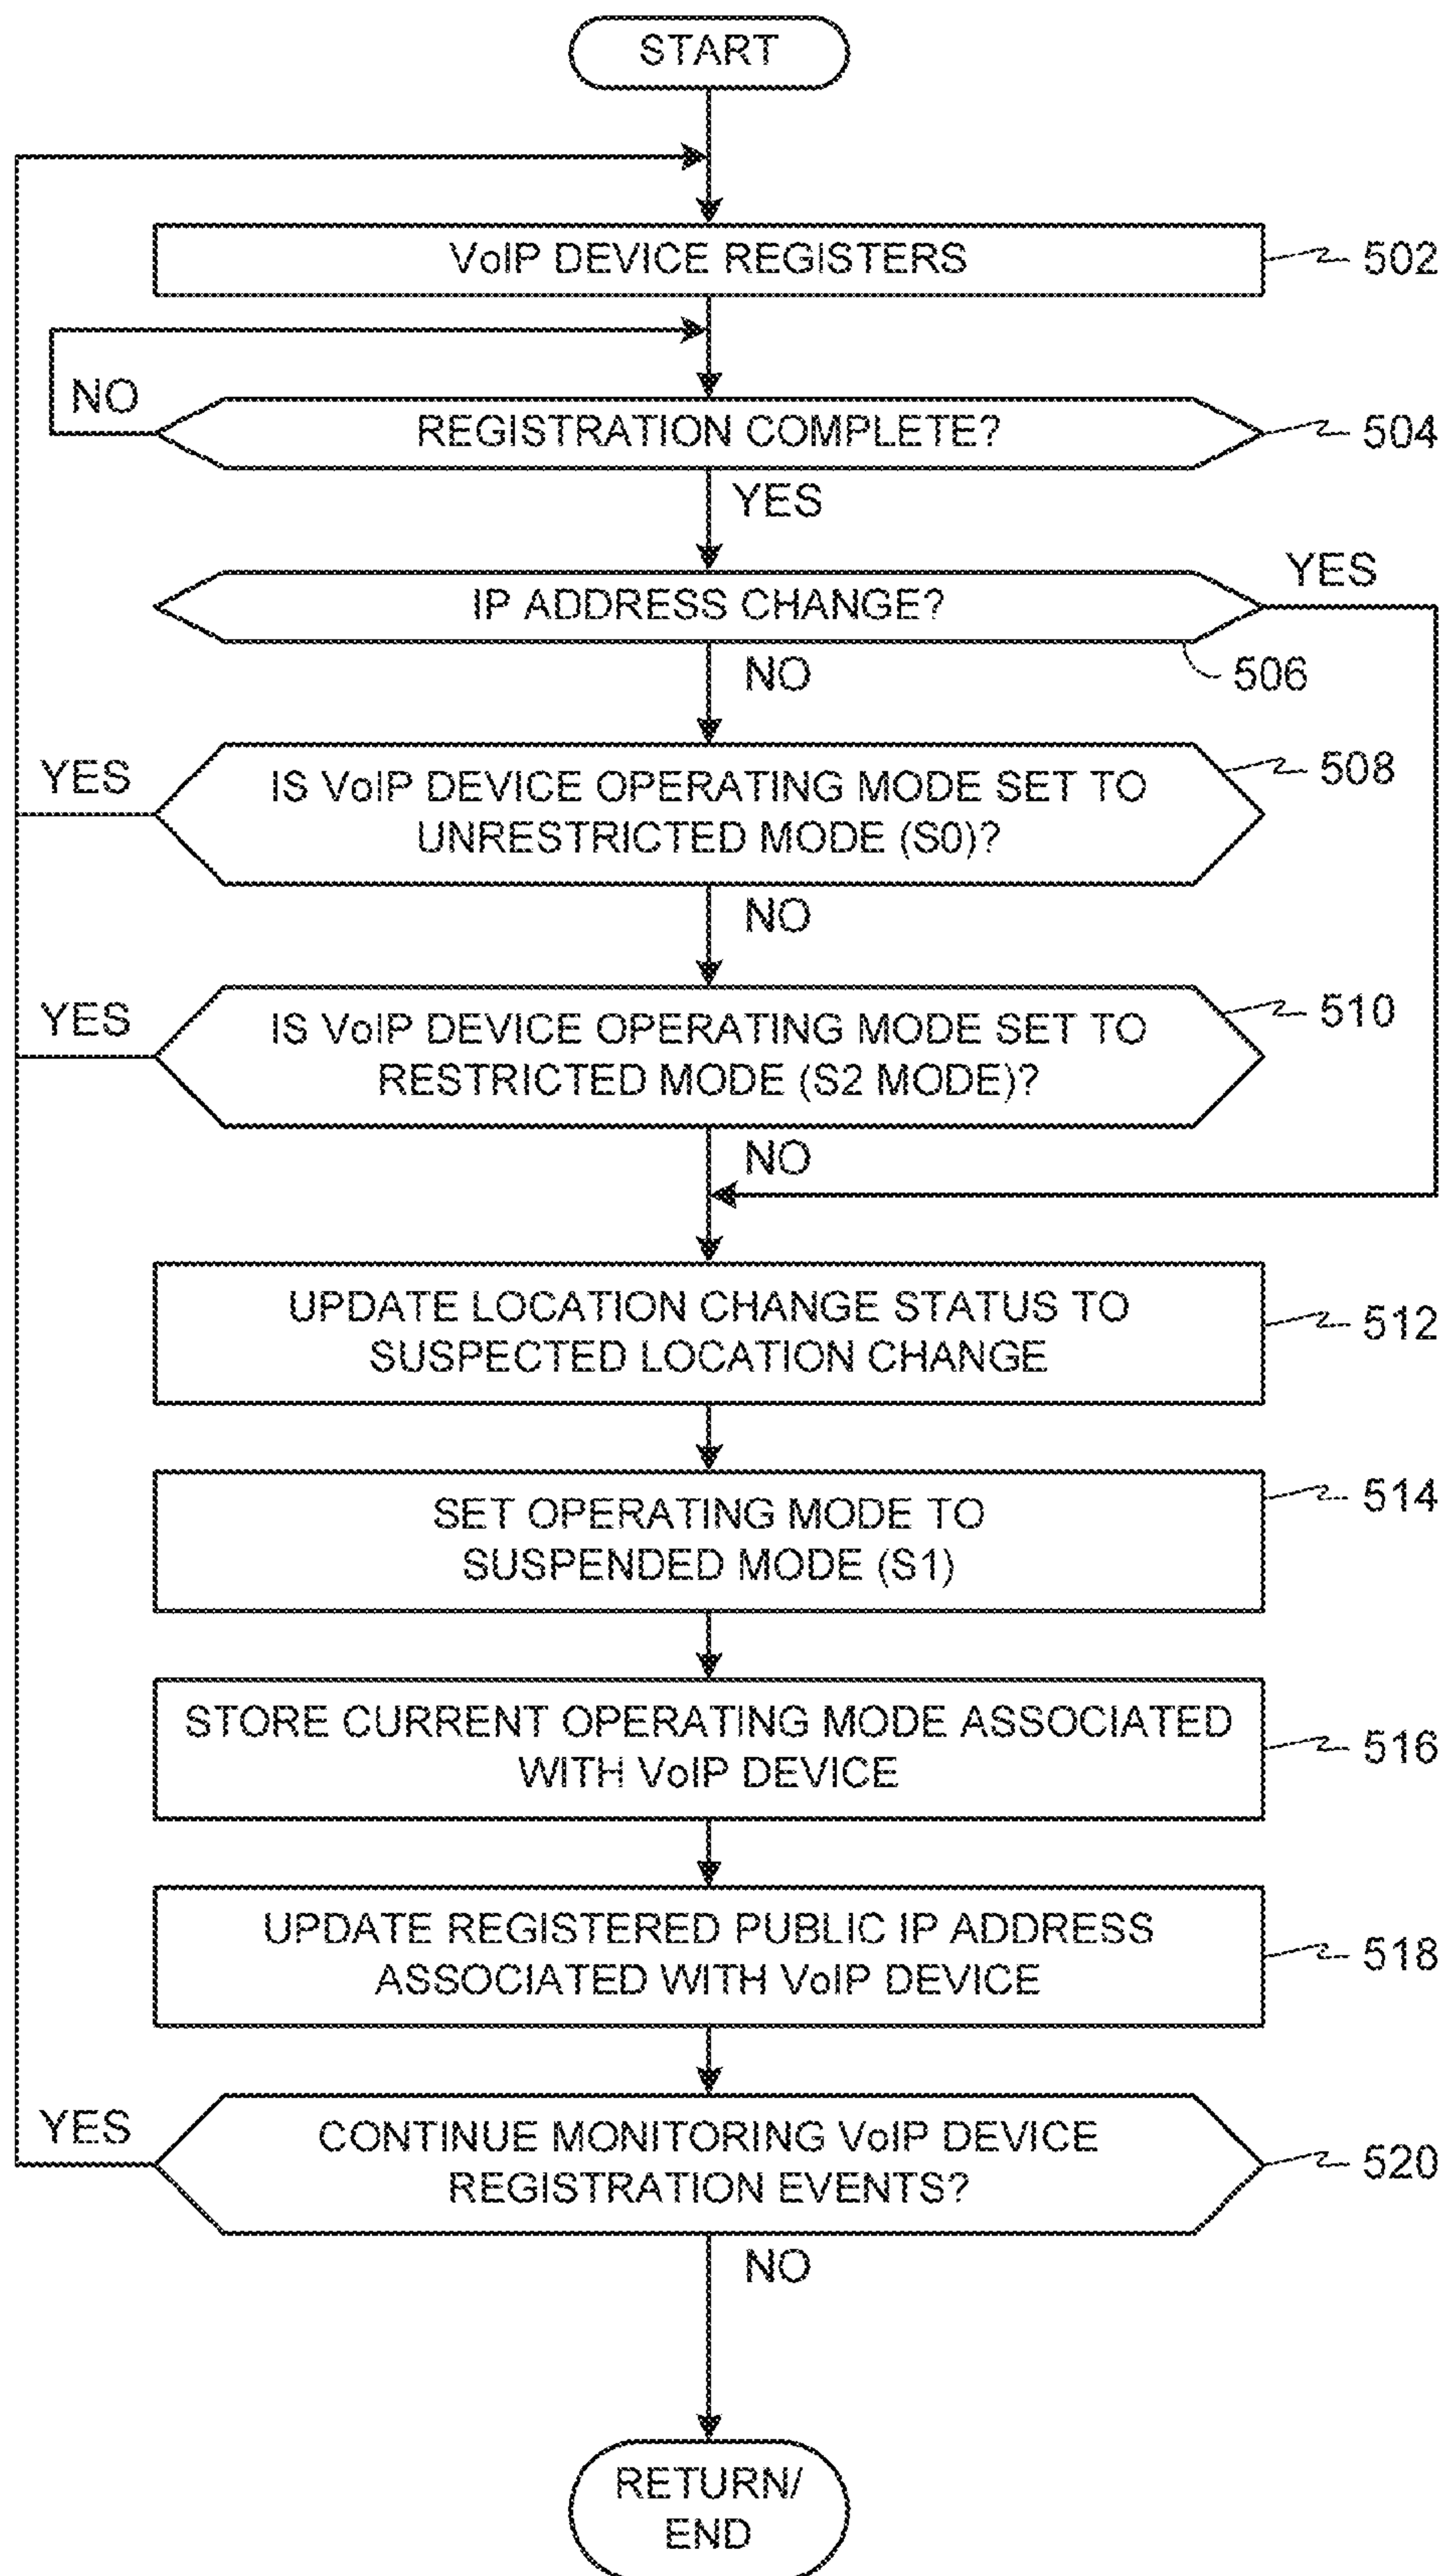 START
VoIP DEVICE REGISTERS
502
NO
REGISTRATION COMPLETE?
504
YES
YES
IP ADDRESS CHANGE?
NO
506
YES
IS VoIP DEVICE OPERATING MODE SET TO
UNRESTRICTED MODE (S0)?
508
NO
YES
IS VoIP DEVICE OPERATING MODE SET TO
RESTRICTED MODE (S2 MODE)?
510
NO
UPDATE LOCATION CHANGE STATUS TO
SUSPECTED LOCATION CHANGE
512
SET OPERATING MODE TO
SUSPENDED MODE (S1)
514
STORE CURRENT OPERATING MODE ASSOCIATED
WITH VoIP DEVICE
516
UPDATE REGISTERED PUBLIC IP ADDRESS
ASSOCIATED WITH VoIP DEVICE
518
YES
CONTINUE MONITORING VoIP DEVICE
REGISTRATION EVENTS?
520
NO
RETURN/
END